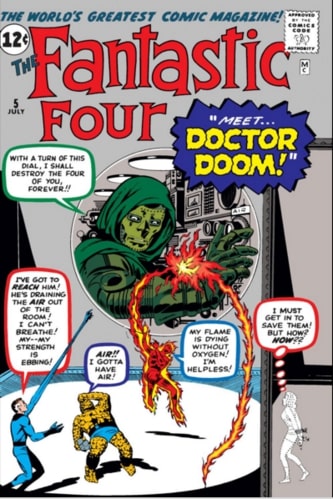 THE WORLD'S GREATEST COMIC MAGAZINE!
APPROVED
BY THE
COMICS
CODE
AUTHORITY
12¢
THE
Fantastic
FOUR
M
C
5
JULY
"MEET...
DOCTOR
DOOM!"
WITH A TURN OF THIS
DIAL, I SHALL
DESTROY THE FOUR
OF YOU,
FOREVER!!
AIR
I'VE GOT TO
REACH HIM!
HE'S DRAINING
THE AIR OUT
OF THE
ROOM!
I CAN'T
BREATHE!
MY--MY
STRENGTH
IS
EBBING!
AIR!!
I GOTTA
HAVE
AIR!
MY FLAME
IS DYING
WITHOUT
OXYGEN!
I'M
HELPLESS!
I MUST
GET IN TO
SAVE THEM!
BUT HOW?
NOW??